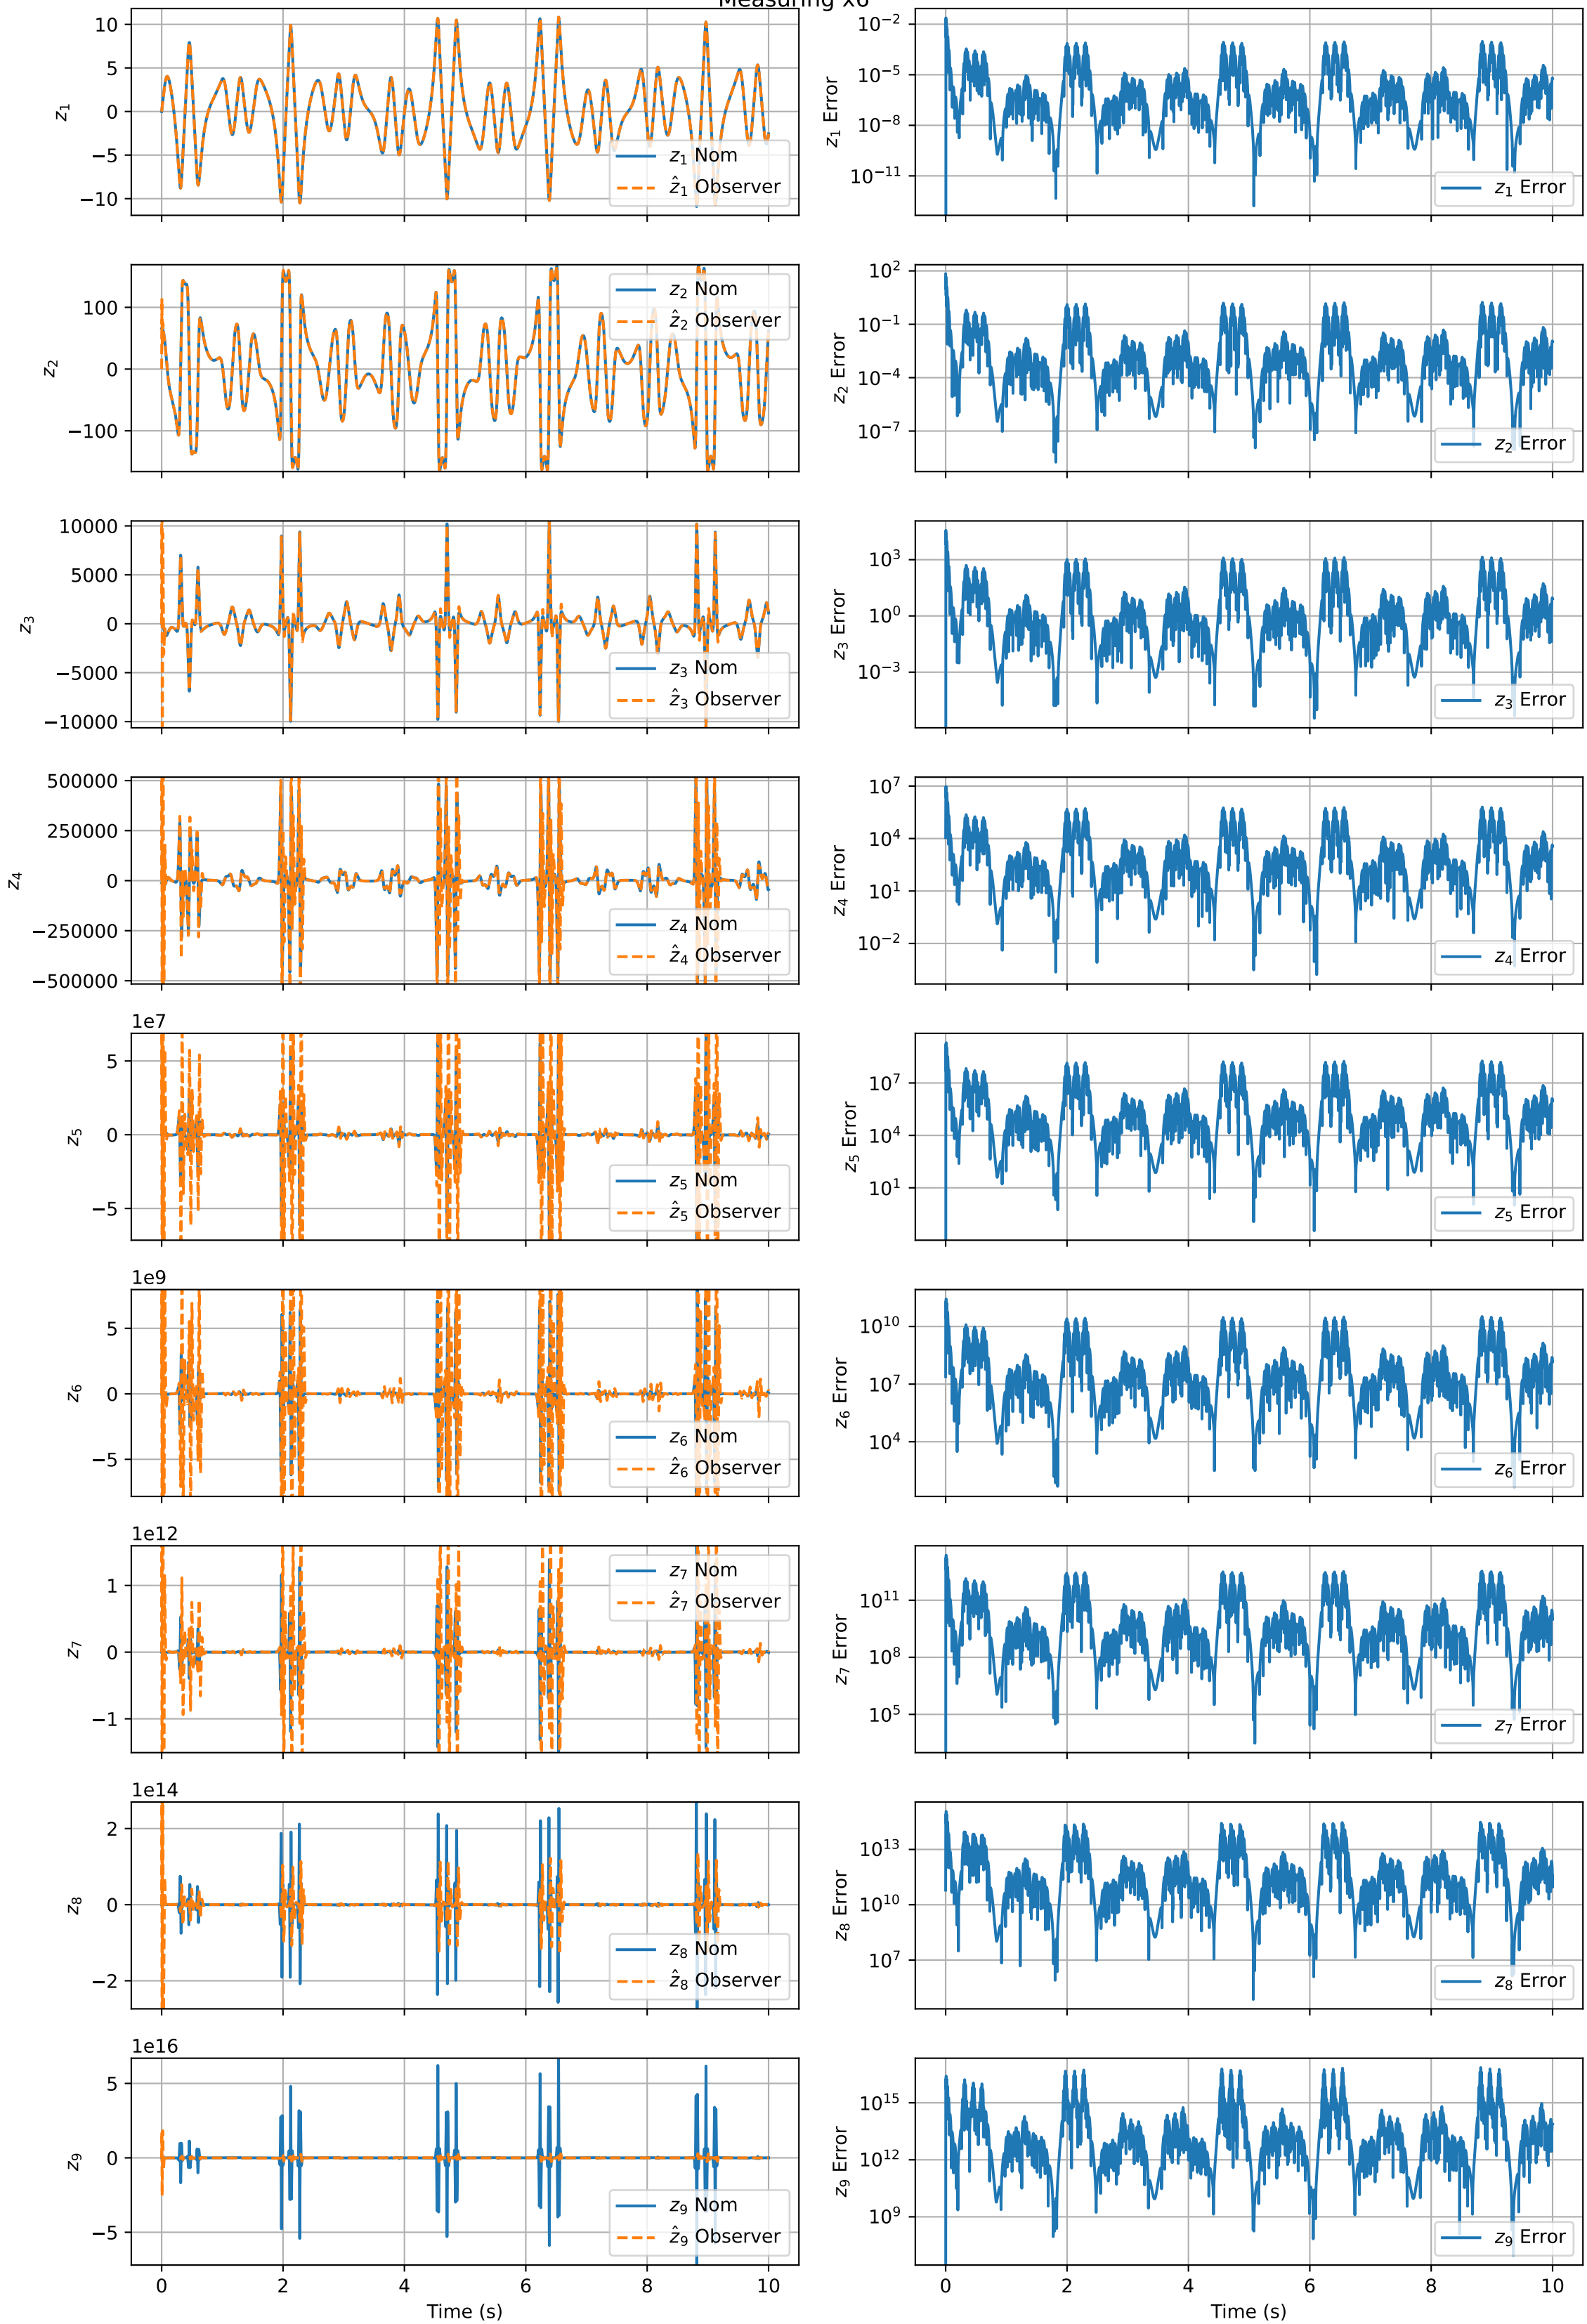 Measuring x6
10
5
0
−5
−10
z₁
z₁ Nom
ẑ₁ Observer
10⁻²
10⁻⁵
10⁻⁸
10⁻¹¹
z₁ Error
z₁ Error
100
0
−100
z₂
z₂ Nom
ẑ₂ Observer
10²
10⁻¹
10⁻⁴
10⁻⁷
z₂ Error
z₂ Error
10000
5000
0
−5000
−10000
z₃
z₃ Nom
ẑ₃ Observer
10³
10⁰
10⁻³
z₃ Error
z₃ Error
500000
250000
0
−250000
−500000
z₄
z₄ Nom
ẑ₄ Observer
10⁷
10⁴
10¹
10⁻²
z₄ Error
z₄ Error
1e7
5
0
−5
z₅
z₅ Nom
ẑ₅ Observer
10⁷
10⁴
10¹
z₅ Error
z₅ Error
1e9
5
0
−5
z₆
z₆ Nom
ẑ₆ Observer
10¹⁰
10⁷
10⁴
z₆ Error
z₆ Error
1e12
1
0
−1
z₇
z₇ Nom
ẑ₇ Observer
10¹¹
10⁸
10⁵
z₇ Error
z₇ Error
1e14
2
0
−2
z₈
z₈ Nom
ẑ₈ Observer
10¹³
10¹⁰
10⁷
z₈ Error
z₈ Error
1e16
5
0
−5
z₉
z₉ Nom
ẑ₉ Observer
0 2 4 6 8 10
Time (s)
10¹⁵
10¹²
10⁹
z₉ Error
z₉ Error
0 2 4 6 8 10
Time (s)